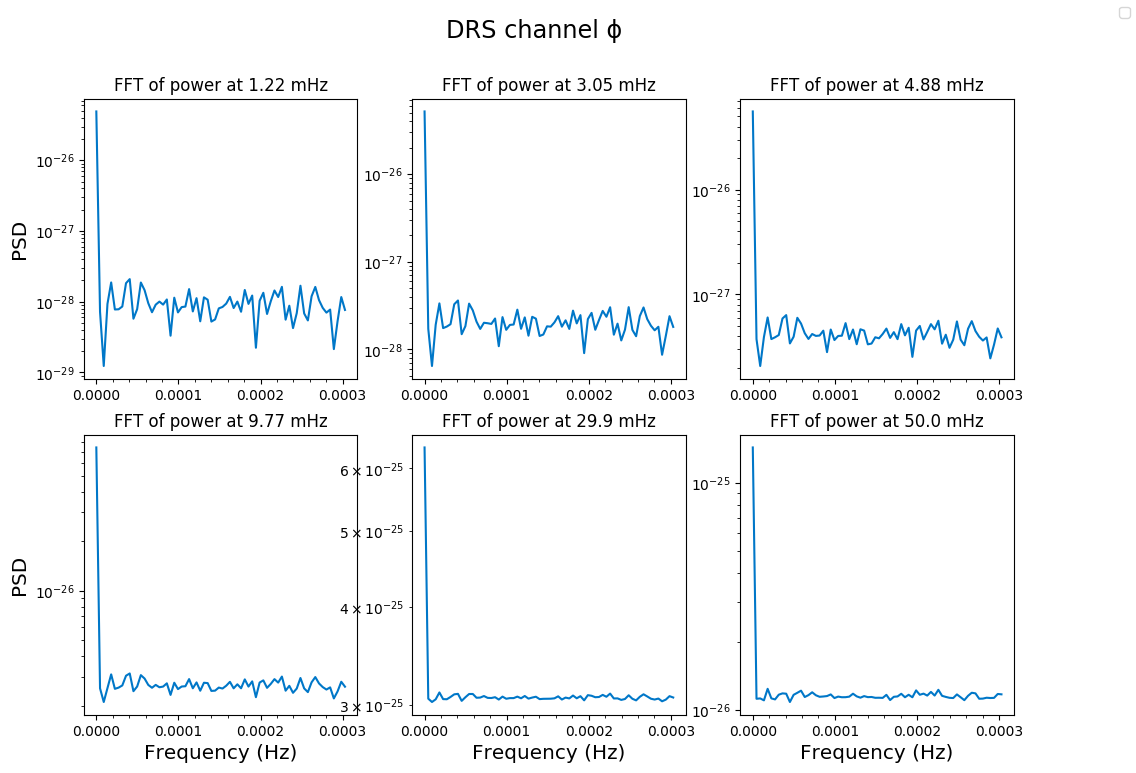 DRS channel ϕ
FFT of power at 1.22 mHz
FFT of power at 3.05 mHz
FFT of power at 4.88 mHz
PSD
10⁻²⁶
10⁻²⁷
10⁻²⁸
10⁻²⁹
10⁻²⁶
10⁻²⁷
10⁻²⁸
10⁻²⁶
10⁻²⁷
0.0000 0.0001 0.0002 0.0003
0.0000 0.0001 0.0002 0.0003
0.0000 0.0001 0.0002 0.0003
FFT of power at 9.77 mHz
FFT of power at 29.9 mHz
FFT of power at 50.0 mHz
PSD
10⁻²⁶
6 × 10⁻²⁵
5 × 10⁻²⁵
4 × 10⁻²⁵
3 × 10⁻²⁵
10⁻²⁵
10⁻²⁶
0.0000 0.0001 0.0002 0.0003
0.0000 0.0001 0.0002 0.0003
0.0000 0.0001 0.0002 0.0003
Frequency (Hz)
Frequency (Hz)
Frequency (Hz)